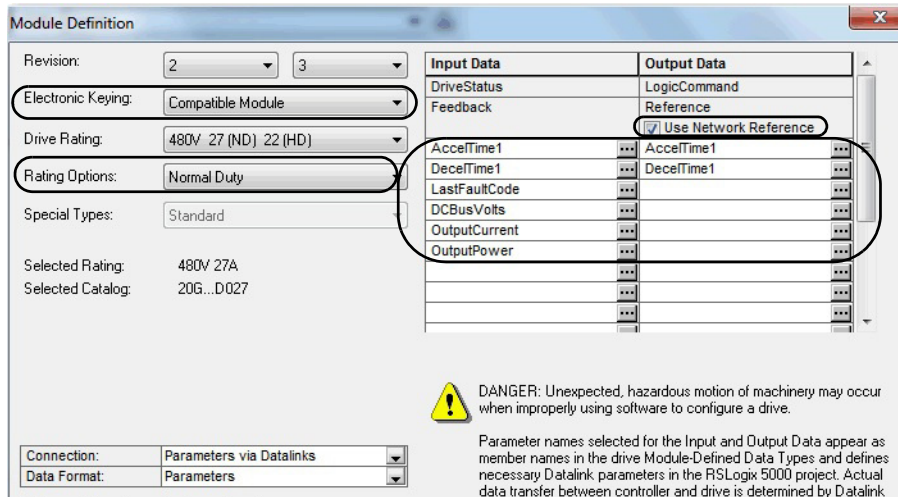 Module Definition
X
Revision: 2 3
Electronic Keying: Compatible Module
Drive Rating: 480V 27 (ND) 22 (HD)
Rating Options: Normal Duty
Special Types: Standard
Selected Rating: 480V 27A
Selected Catalog: 20G...D027
Connection: Parameters via Datalinks
Data Format: Parameters
Input Data Output Data
DriveStatus LogicCommand
Feedback Reference
Use Network Reference
AccelTime1 ... AccelTime1 ...
DecelTime1 ... DecelTime1 ...
LastFaultCode ... ...
DCBusVolts ... ...
OutputCurrent ... ...
OutputPower ... ...
... ...
... ...
... ...
DANGER: Unexpected, hazardous motion of machinery may occur
when improperly using software to configure a drive.
Parameter names selected for the Input and Output Data appear as
member names in the drive Module-Defined Data Types and defines
necessary Datalink parameters in the RSLogix 5000 project. Actual
data transfer between controller and drive is determined by Datalink